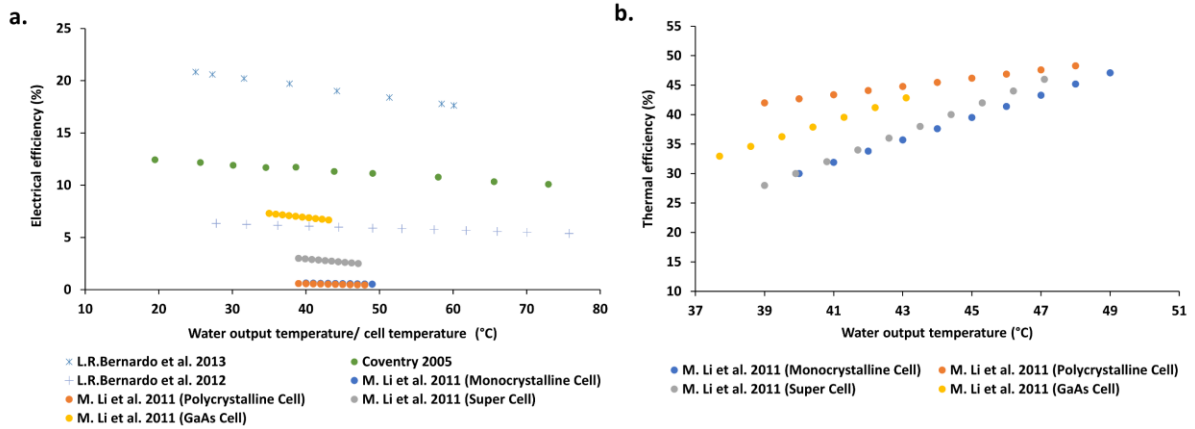 a.
25
20
15
10
5
0
Electrical efficiency (%)
10 20 30 40 50 60 70 80
Water output temperature/ cell temperature (°C)
L.R.Bernardo et al. 2013
Coventry 2005
L.R.Bernardo et al. 2012
M. Li et al. 2011 (Monocrystalline Cell)
M. Li et al. 2011 (Polycrystalline Cell)
M. Li et al. 2011 (Super Cell)
M. Li et al. 2011 (GaAs Cell)
b.
55
50
45
40
35
30
25
20
15
10
Thermal efficiency (%)
37 39 41 43 45 47 49 51
Water output temperature (°C)
M. Li et al. 2011 (Monocrystalline Cell)
M. Li et al. 2011 (Polycrystalline Cell)
M. Li et al. 2011 (Super Cell)
M. Li et al. 2011 (GaAs Cell)